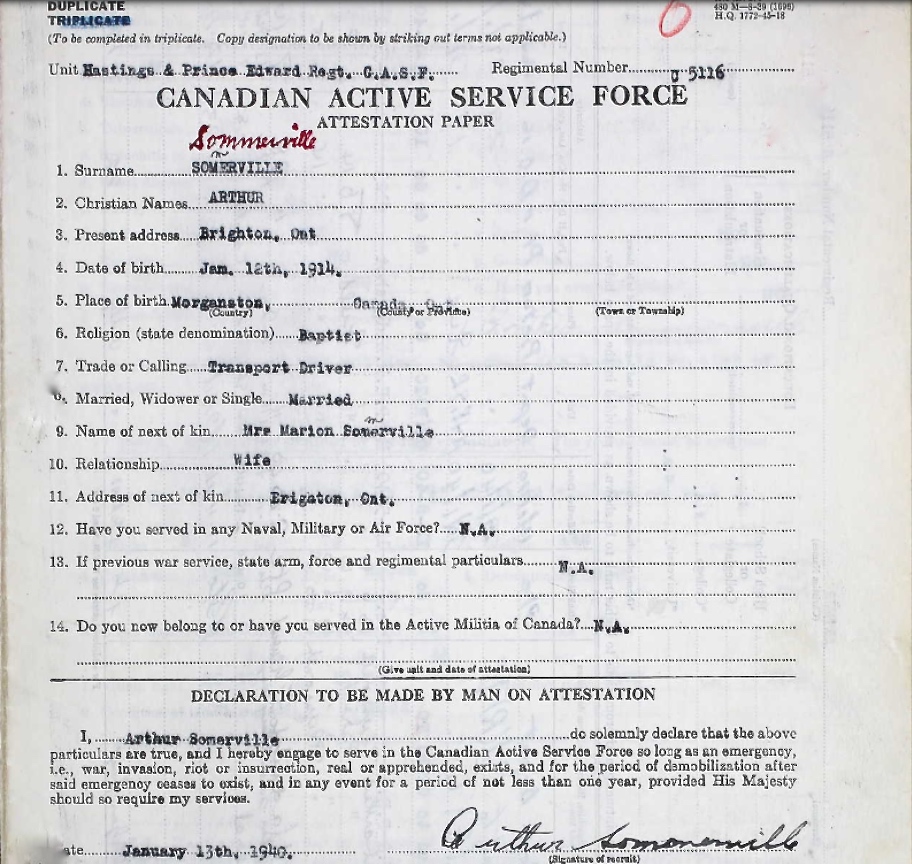 DUPLICATE
TRIPLICATE
480 M—8-39 (1696)
H.Q. 1772-45-18
(To be completed in triplicate. Copy designation to be shown by striking out terms not applicable.)
Unit Hastings & Prince Edward Regt. C.A.S.F. Regimental Number 5116
CANADIAN ACTIVE SERVICE FORCE
ATTESTATION PAPER
Sommerville
m
1. Surname SOMERVILLE
2. Christian Names ARTHUR
3. Present address Brighton, Ont
4. Date of birth Jan. 12th, 1914.
5. Place of birth Morganston, Canada, Ont
(Country) (County or Province) (Town or Township)
6. Religion (state denomination) Baptist
7. Trade or Calling Transport Driver
8. Married, Widower or Single Married
m
9. Name of next of kin Mrs Marion Somerville
10. Relationship Wife
11. Address of next of kin Brighton, Ont.
12. Have you served in any Naval, Military or Air Force? N.A.
13. If previous war service, state arm, force and regimental particulars N.A.
14. Do you now belong to or have you served in the Active Militia of Canada? N.A.
(Give unit and date of attestation)
DECLARATION TO BE MADE BY MAN ON ATTESTATION
I, Arthur Somerville do solemnly declare that the above
particulars are true, and I hereby engage to serve in the Canadian Active Service Force so long as an emergency,
i.e., war, invasion, riot or insurrection, real or apprehended, exists, and for the period of demobilization after
said emergency ceases to exist, and in any event for a period of not less than one year, provided His Majesty
should so require my services.
ate January 13th, 1940. Arthur Sommerville
(Signature of recruit)